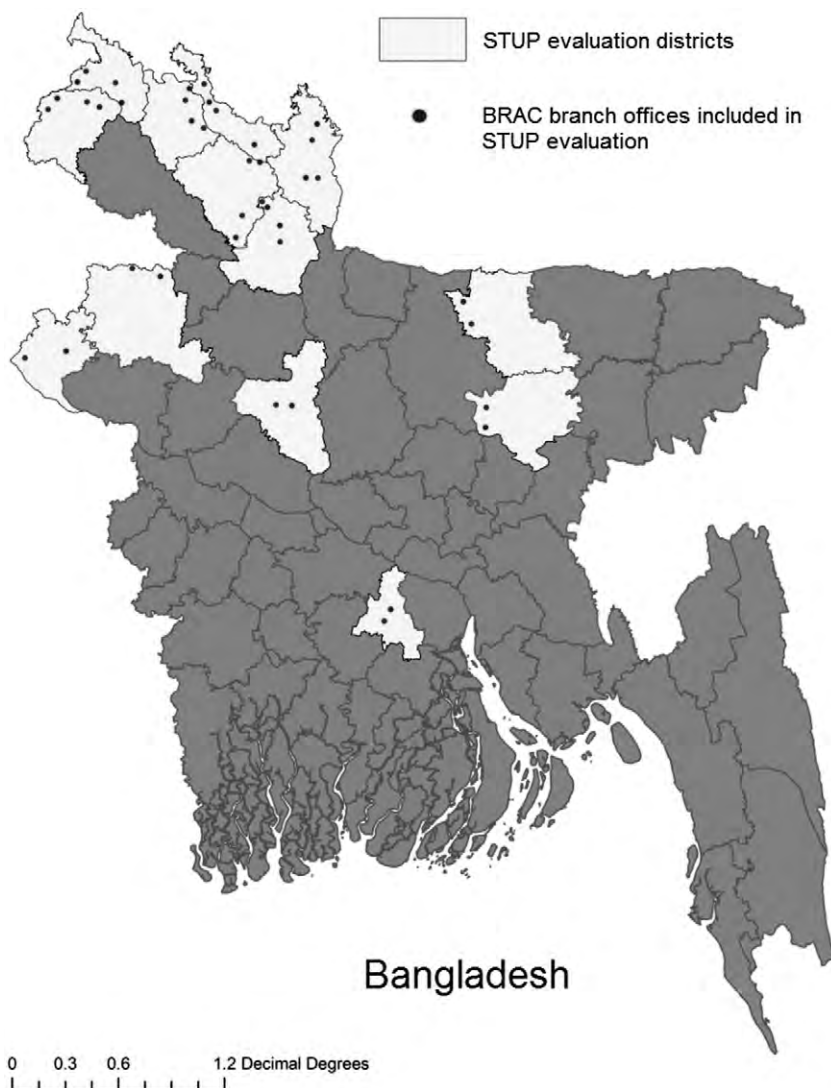 STUP evaluation districts
BRAC branch offices included in
STUP evaluation
Bangladesh
0 0.3 0.6 1.2 Decimal Degrees